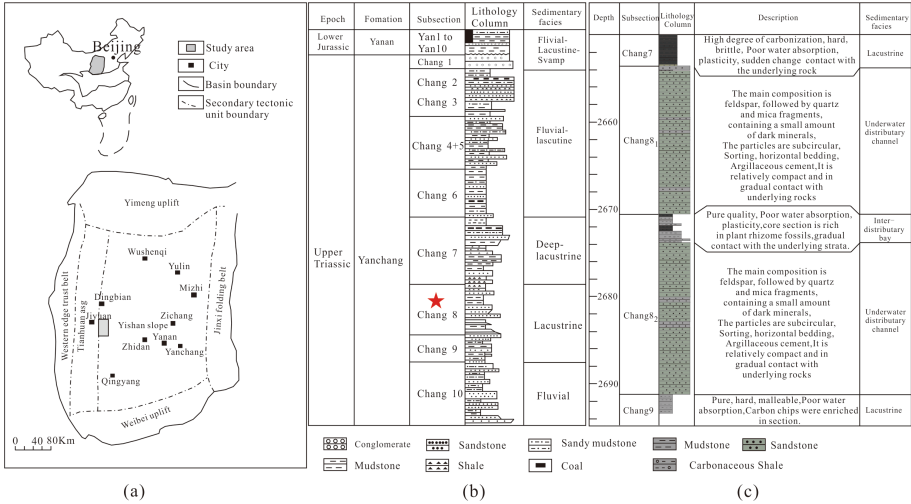 Beijing
Study area
City
Basin boundary
Secondary tectonic
unit boundary
Yimeng uplift
Wushenqi
Yulin
Mizhi
Dingbian
Jiyuan
Zichang
Yishan slope
Yanan
Zhidan
Yanchang
Qingyang
Western edge trust belt
Tianhuan asg
Jinxi folding belt
Weibei uplift
0 40 80Km
(a)
Epoch
Fomation
Subsection
Lithology
Column
Sedimentary
facies
Lower
Jurassic
Yanan
Yan1 to
Yan10
Flivial-
Lacustine-
Svamp
Chang 1
Chang 2
Chang 3
Fluvial-
lascutine
Chang 4+5
Chang 6
Upper
Triassic
Yanchang
Chang 7
Deep-
lacustrine
Chang 8
Lacustrine
Chang 9
Chang 10
Fluvial
Conglomerate
Sandstone
Sandy mudstone
Mudstone
Sandstone
Mudstone
Shale
Coal
Carbonaceous Shale
(b)
Depth
Subsection
Lithology
Column
Description
Sedimentary
facies
Chang7
High degree of carbonization, hard,
brittle, Poor water absorption,
plasticity, sudden change contact with
the underlying rock
Lacustrine
2660
Chang8₁
The main composition is
feldspar, followed by quartz
and mica fragments,
containing a small amount
of dark minerals,
The particles are subcircular,
Sorting, horizontal bedding,
Argillaceous cement,It is
relatively compact and in
gradual contact with
underlying rocks
Underwater
distributary
channel
2670
Pure quality, Poor water absorption,
plasticity,core section is rich
in plant rhizome fossils,gradual
contact with the underlying strata.
Inter-
distributary
bay
2680
Chang8₂
The main composition is
feldspar, followed by quartz
and mica fragments,
containing a small amount
of dark minerals,
The particles are subcircular,
Sorting, horizontal bedding,
Argillaceous cement,It is
relatively compact and in
gradual contact with
underlying rocks
Underwater
distributary
channel
2690
Chang9
Pure, hard, malleable,Poor water
absorption,Carbon chips were enriched
in section.
Lacustrine
(c)